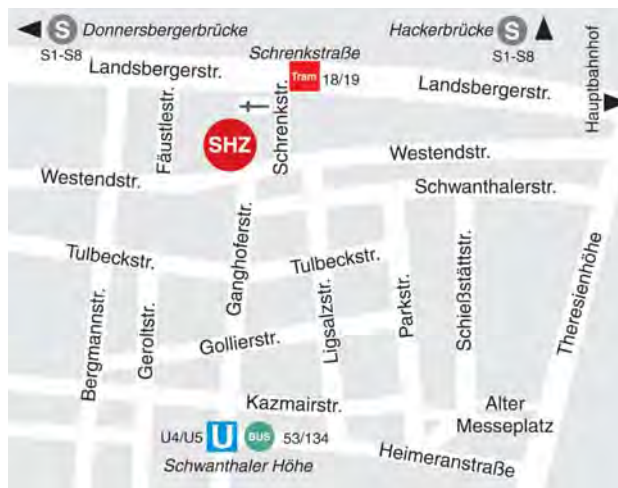 S Donnersbergerbrücke
S1-S8
Hackerbrücke S
S1-S8
Schrenkstraße
Tram 18/19
Landsbergerstr.
Landsbergerstr.
Hauptbahnhof
Fäustlestr.
Schrenkstr.
SHZ
Westendstr.
Westendstr.
Schwanthalerstr.
Tulbeckstr.
Tulbeckstr.
Ganghoferstr.
Bergmannstr.
Geroltstr.
Gollierstr.
Ligsalzstr.
Parkstr.
Schießstättstr.
Theresienhöhe
Kazmairstr.
Alter
Messeplatz
U4/U5 U BUS 53/134
Schwanthaler Höhe
Heimeranstraße